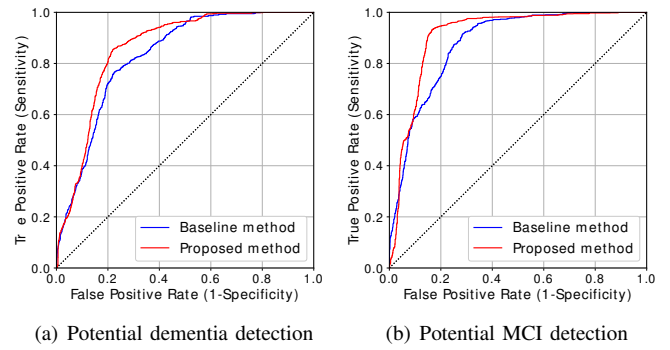 1.0
0.8
0.6
0.4
0.2
0.0
Tr e Positive Rate (Sensitivity)
Baseline method
Proposed method
0.0 0.2 0.4 0.6 0.8 1.0
False Positive Rate (1-Specificity)
(a) Potential dementia detection
1.0
0.8
0.6
0.4
0.2
0.0
True Positive Rate (Sensitivity)
Baseline method
Proposed method
0.0 0.2 0.4 0.6 0.8 1.0
False Positive Rate (1-Specificity)
(b) Potential MCI detection